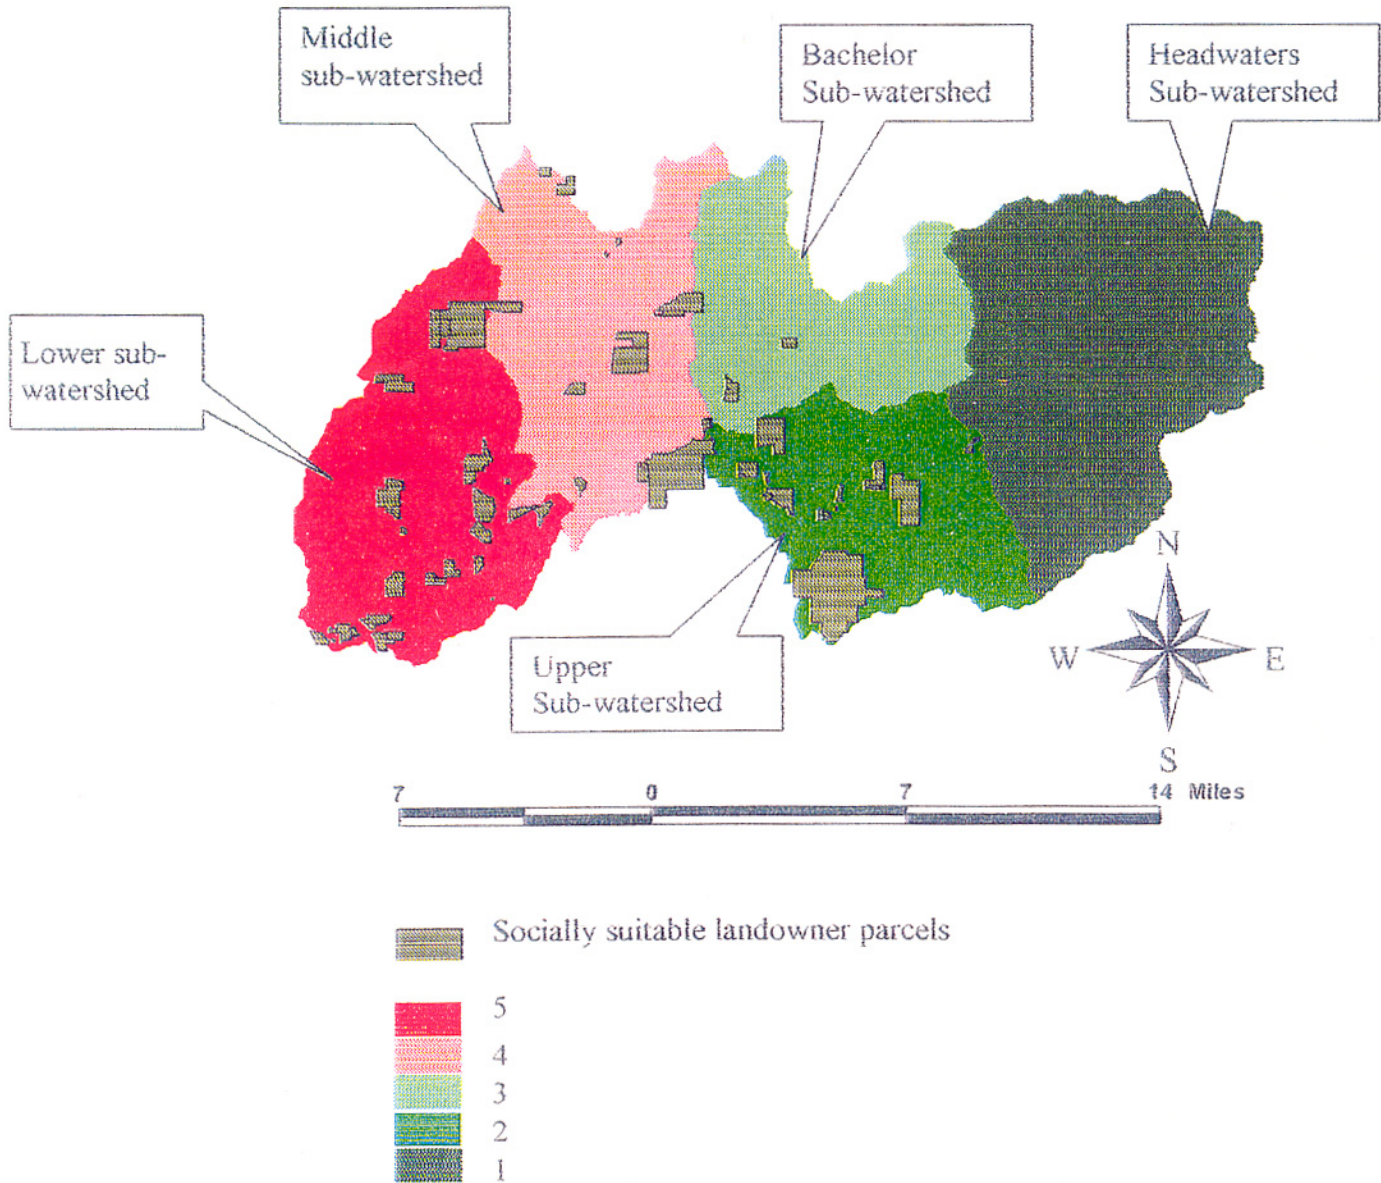 Middle
sub-watershed
Bachelor
Sub-watershed
Headwaters
Sub-watershed
Lower sub-
watershed
Upper
Sub-watershed
N
W
E
S
7 0 7 14 Miles
Socially suitable landowner parcels
5
4
3
2
1